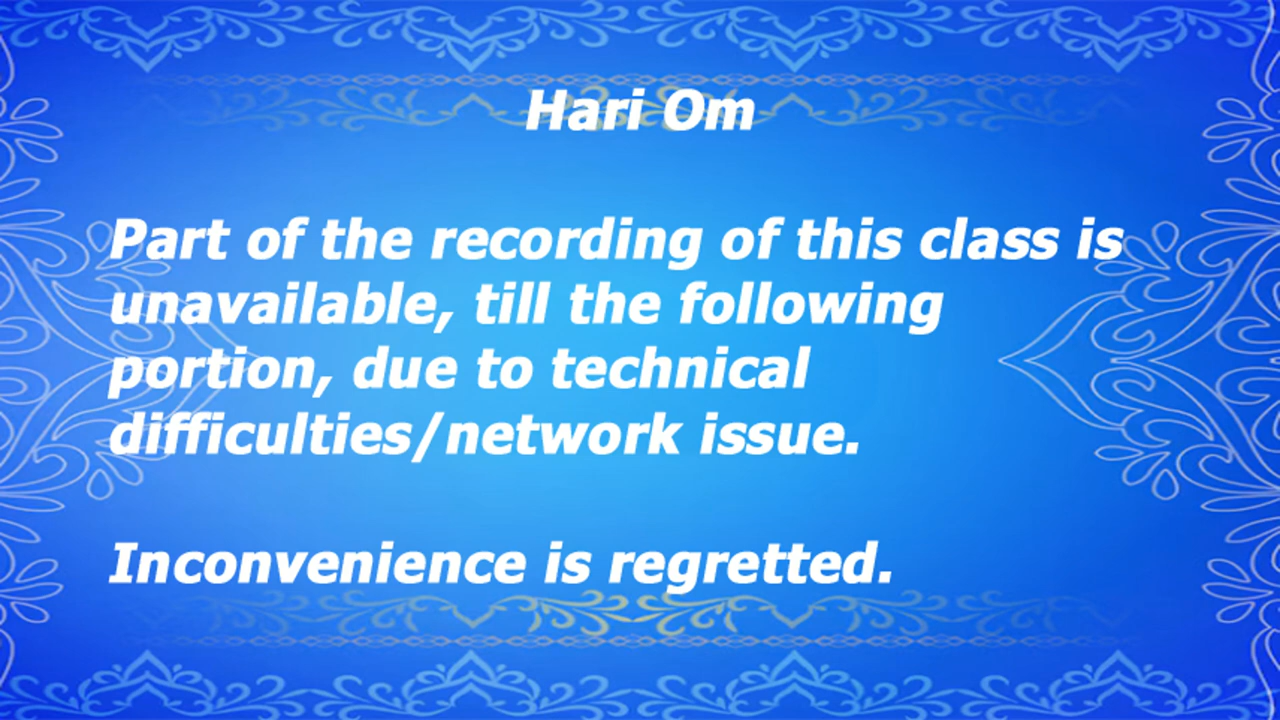 Hari Om
Part of the recording of this class is
unavailable, till the following
portion, due to technical
difficulties/network issue.
Inconvenience is regretted.